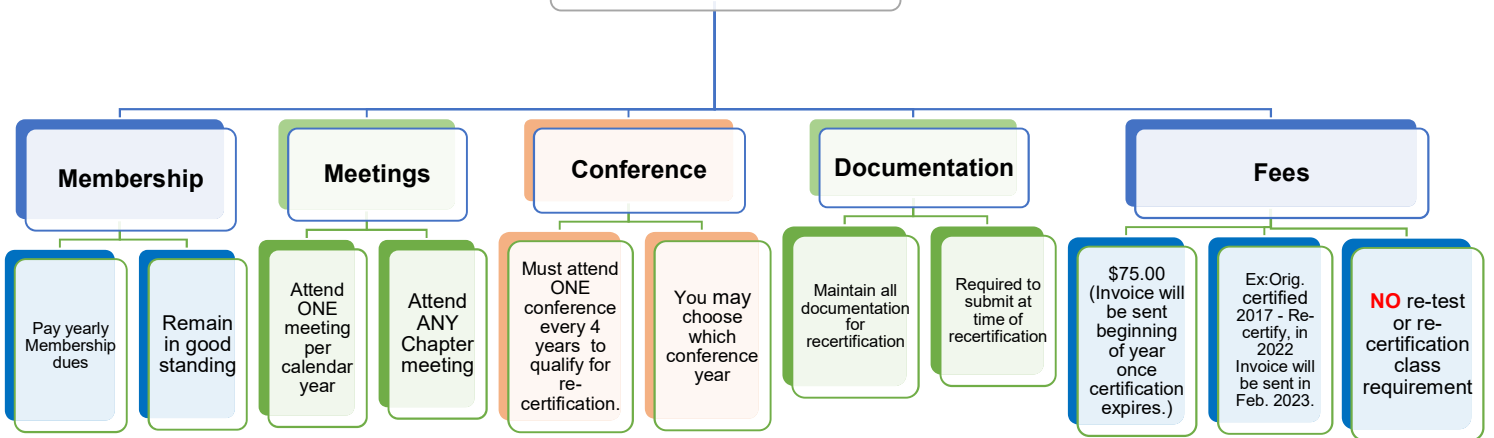 Membership
Meetings
Conference
Documentation
Fees
Pay yearly
Membership
dues
Remain
in good
standing
Attend
ONE
meeting
per
calendar
year
Attend
ANY
Chapter
meeting
Must attend
ONE
conference
every 4
years to
qualify for
re-
certification.
You may
choose
which
conference
year
Maintain all
documentation
for
recertification
Required to
submit at
time of
recertification
$75.00
(Invoice will
be sent
beginning
of year
once
certification
expires.)
Ex:Orig.
certified
2017 - Re-
certify, in
2022
Invoice will
be sent in
Feb. 2023.
NO re-test
or re-
certification
class
requirement